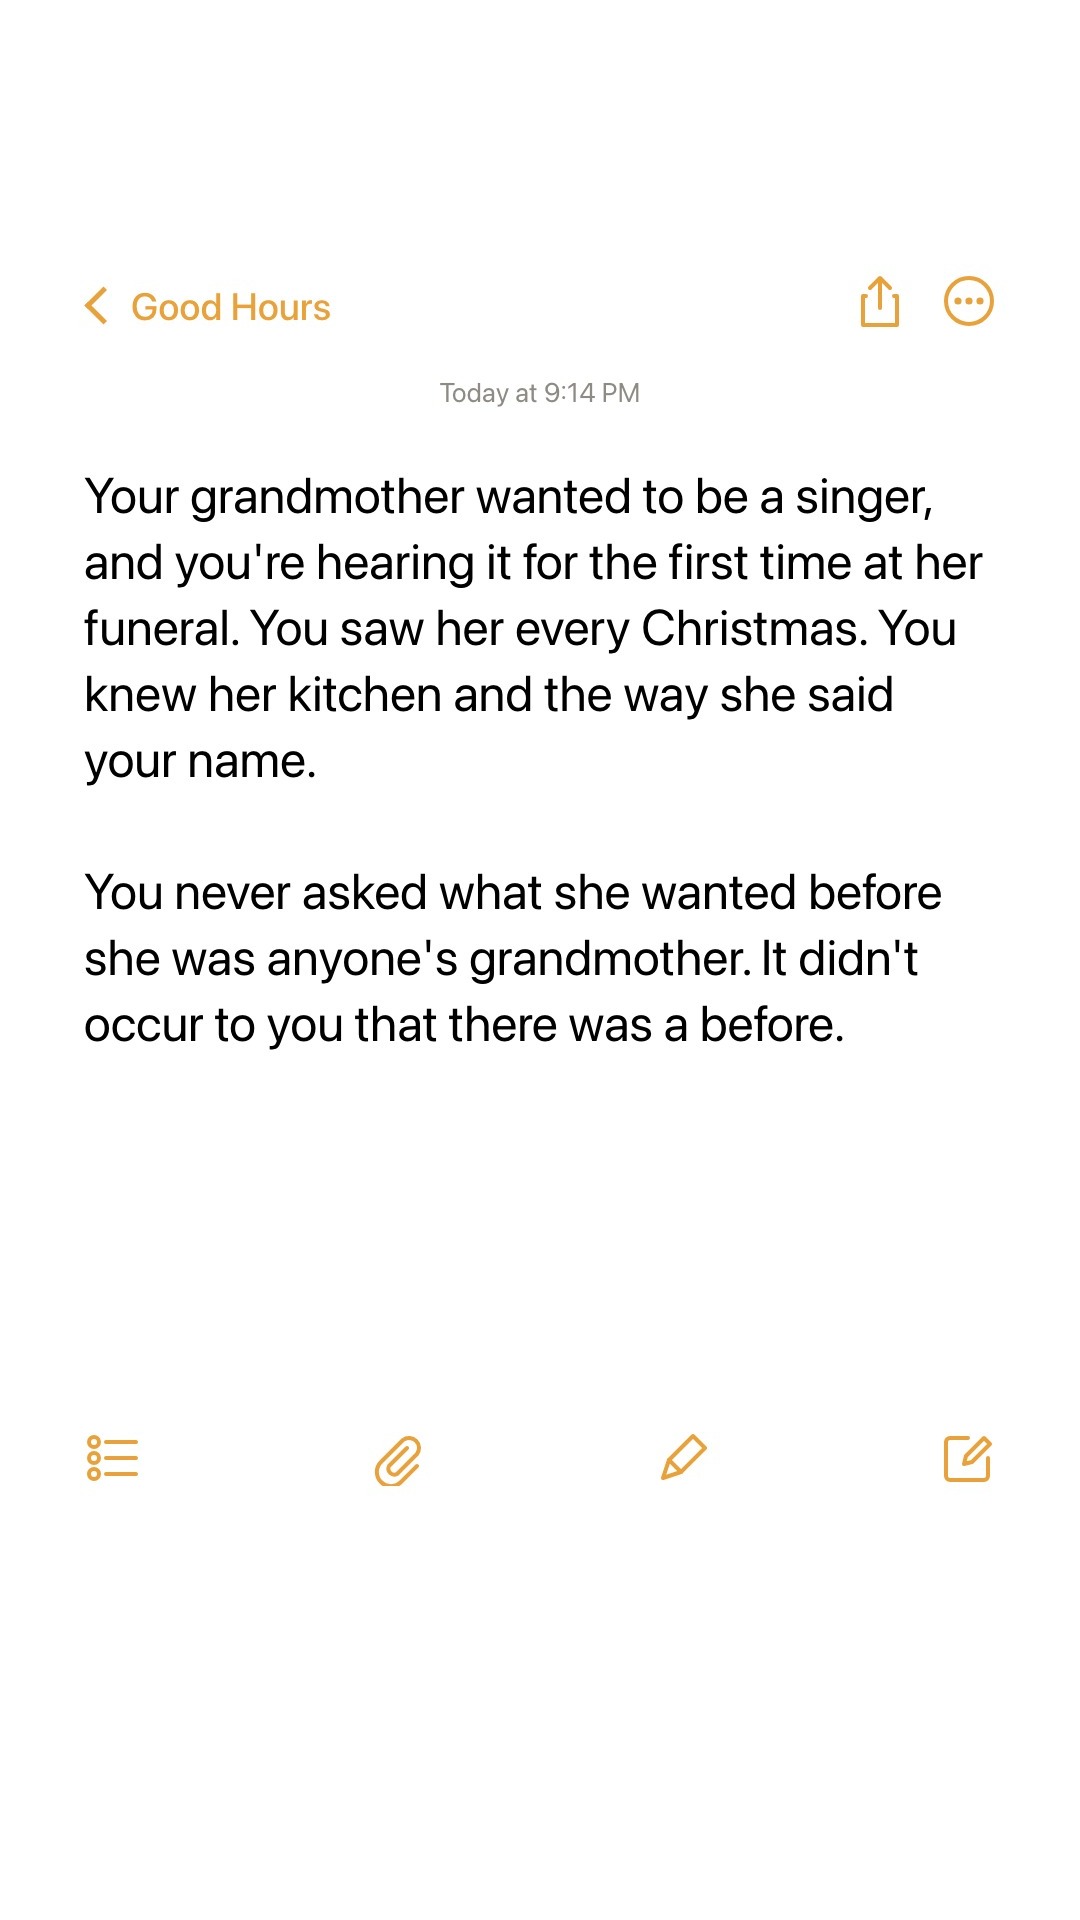 Good Hours
Today at 9:14 PM
Your grandmother wanted to be a singer,
and you're hearing it for the first time at her
funeral. You saw her every Christmas. You
knew her kitchen and the way she said
your name.
You never asked what she wanted before
she was anyone's grandmother. It didn't
occur to you that there was a before.